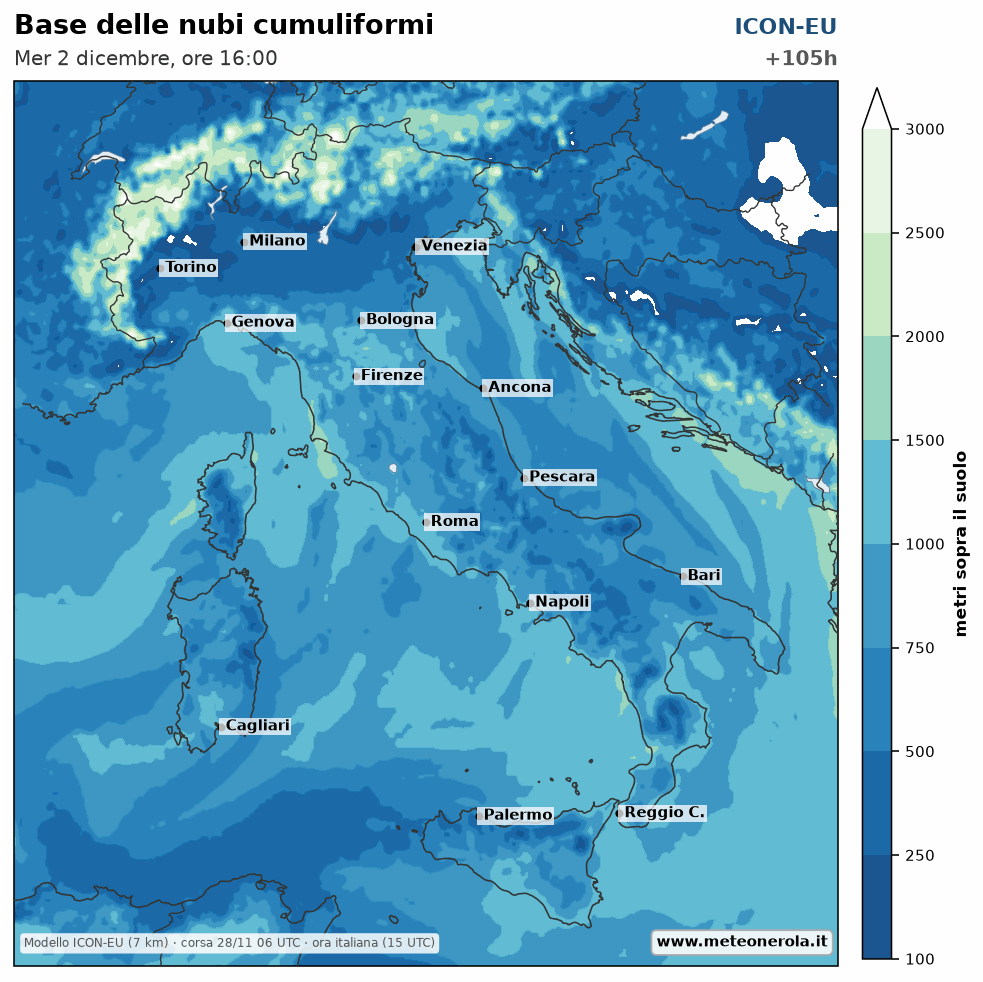 Base delle nubi cumuliformi
ICON-EU
Mer 2 dicembre, ore 16:00
+105h
3000
2500
2000
1500
1000
750
500
250
100
metri sopra il suolo
Milano
Venezia
Torino
Genova
Bologna
Firenze
Ancona
Pescara
Roma
Bari
Napoli
Cagliari
Palermo
Reggio C.
Modello ICON-EU (7 km) · corsa 28/11 06 UTC · ora italiana (15 UTC)
www.meteonerola.it